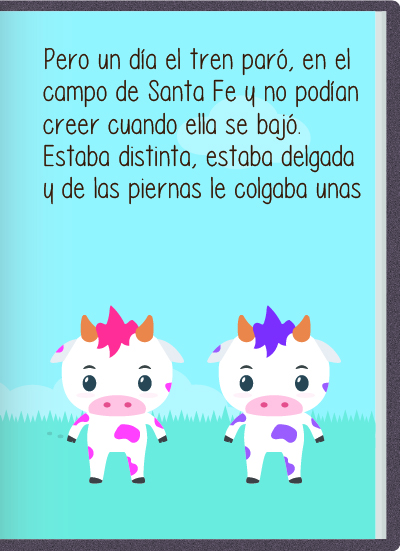 Pero un día el tren paró, en el
campo de Santa Fe y no podían
creer cuando ella se bajó.
Estaba distinta, estaba delgada
y de las piernas le colgaba unas